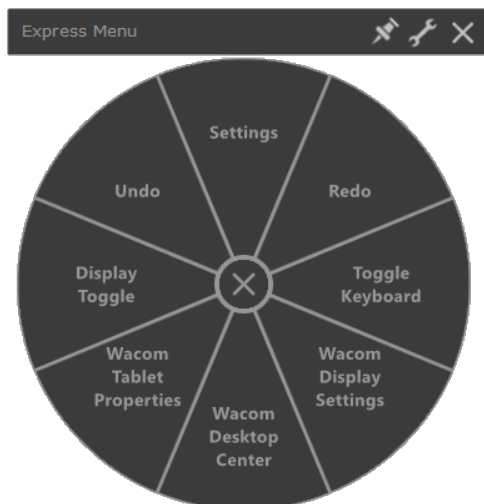 Express Menu
Settings
Undo
Redo
Display
Toggle
Toggle
Keyboard
Wacom
Tablet
Properties
Wacom
Display
Settings
Wacom
Desktop
Center